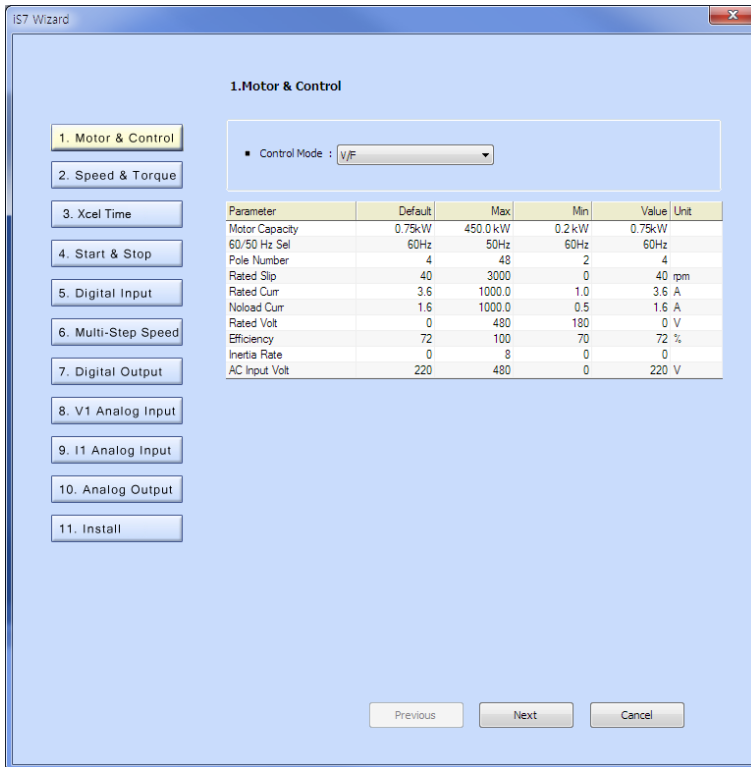 iS7 Wizard
1.Motor & Control
1. Motor & Control
2. Speed & Torque
3. Xcel Time
4. Start & Stop
5. Digital Input
6. Multi-Step Speed
7. Digital Output
8. V1 Analog Input
9. I1 Analog Input
10. Analog Output
11. Install
▪ Control Mode : V/F
Parameter Default Max Min Value Unit
Motor Capacity 0.75kW 450.0 kW 0.2 kW 0.75kW
60/50 Hz Sel 60Hz 50Hz 60Hz 60Hz
Pole Number 4 48 2 4
Rated Slip 40 3000 0 40 rpm
Rated Curr 3.6 1000.0 1.0 3.6 A
Noload Curr 1.6 1000.0 0.5 1.6 A
Rated Volt 0 480 180 0 V
Efficiency 72 100 70 72 %
Inertia Rate 0 8 0 0
AC Input Volt 220 480 0 220 V
Previous Next Cancel